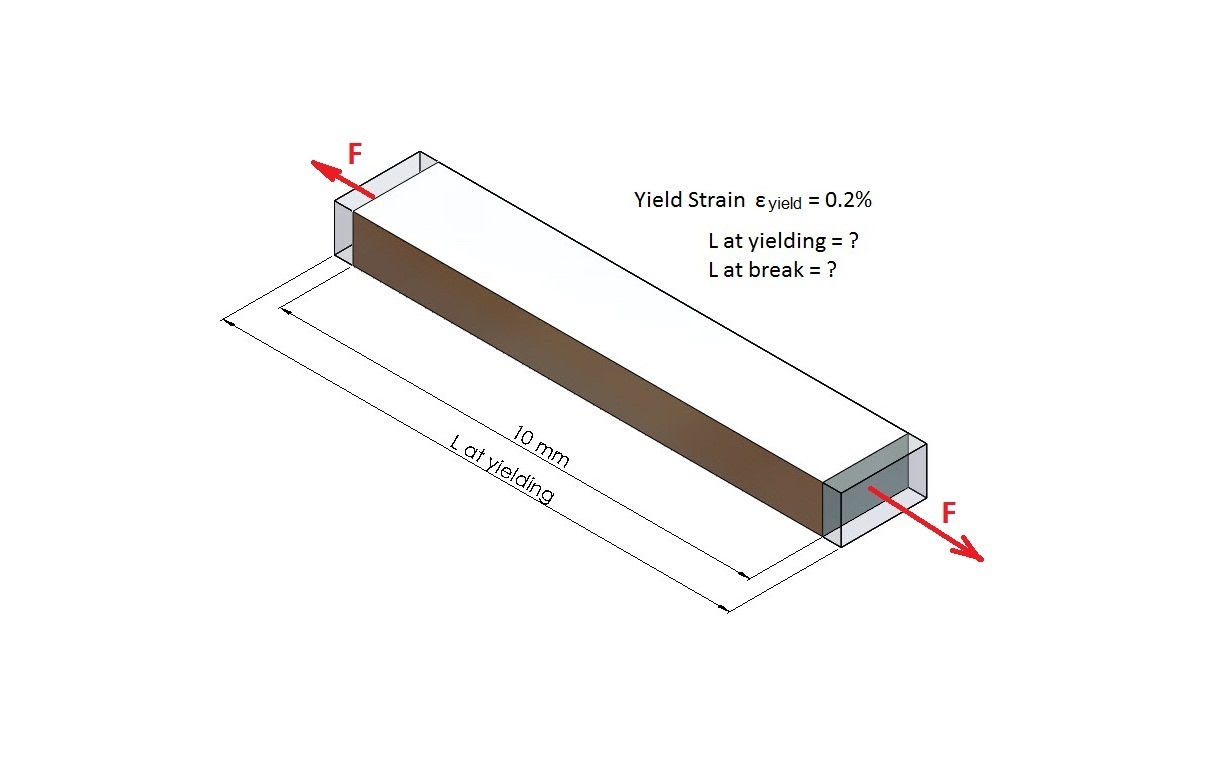 F
Yield Strain εyield = 0.2%
L at yielding = ?
L at break = ?
10 mm
L at yielding
F